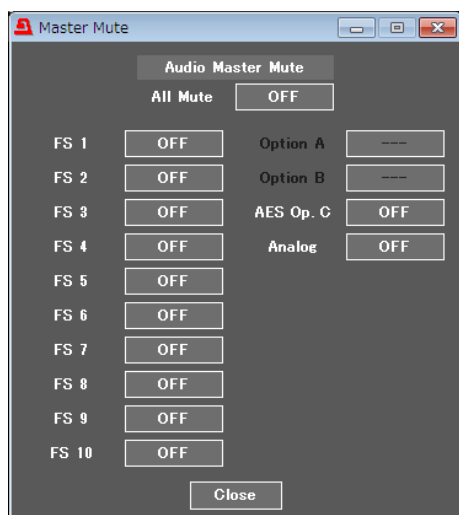 Master Mute
Audio Master Mute
All Mute OFF
FS 1 OFF Option A ---
FS 2 OFF Option B ---
FS 3 OFF AES Op. C OFF
FS 4 OFF Analog OFF
FS 5 OFF
FS 6 OFF
FS 7 OFF
FS 8 OFF
FS 9 OFF
FS 10 OFF
Close